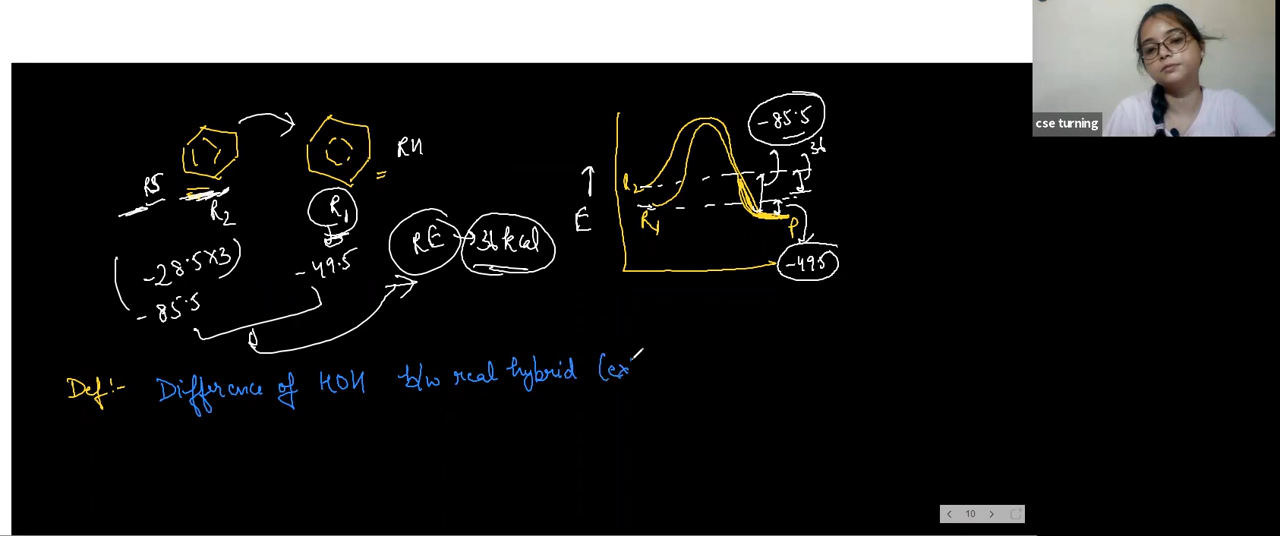 cse turning
RH
RS
R₂
R₁
-28.5×3)
-85.5
-49.5
RE → 36 kcal
Δ
-85.5
36
R₂
R₁
E
P
-49.5
Def:- Difference of HOH b/w real hybrid (ex
10